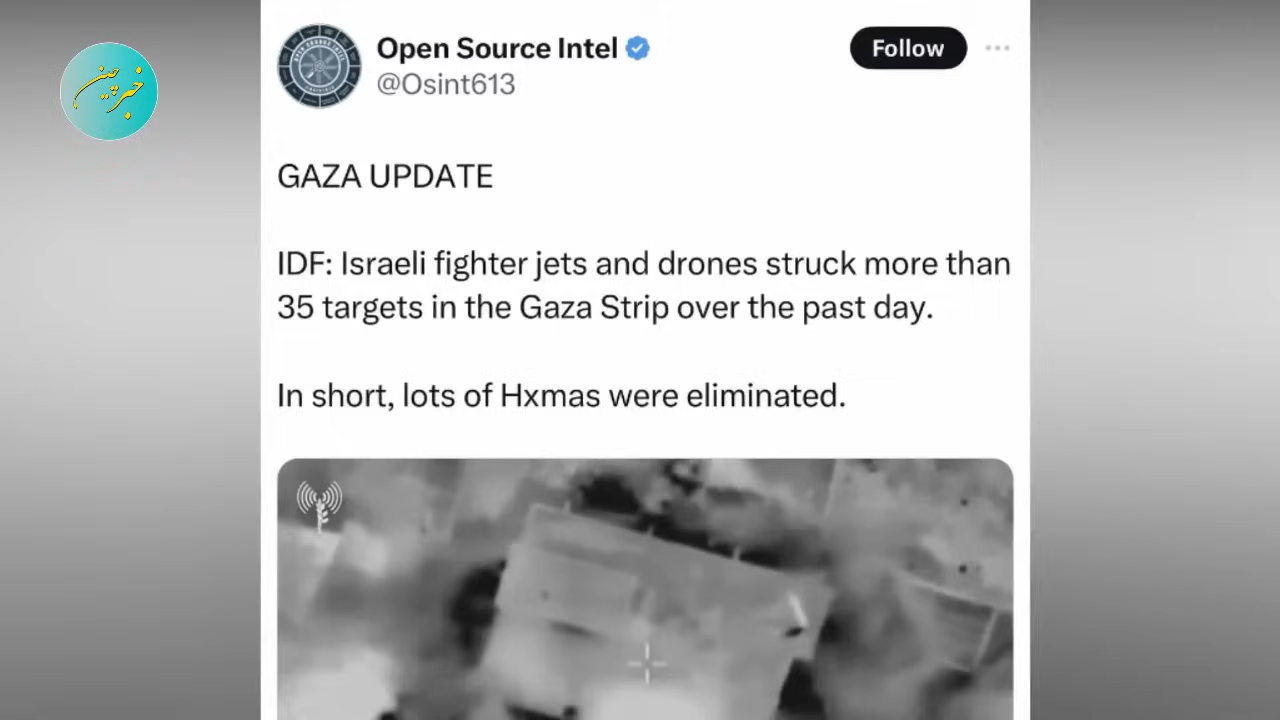 خبرچین
Open Source Intel
Follow
@Osint613
GAZA UPDATE
IDF: Israeli fighter jets and drones struck more than
35 targets in the Gaza Strip over the past day.
In short, lots of Hxmas were eliminated.